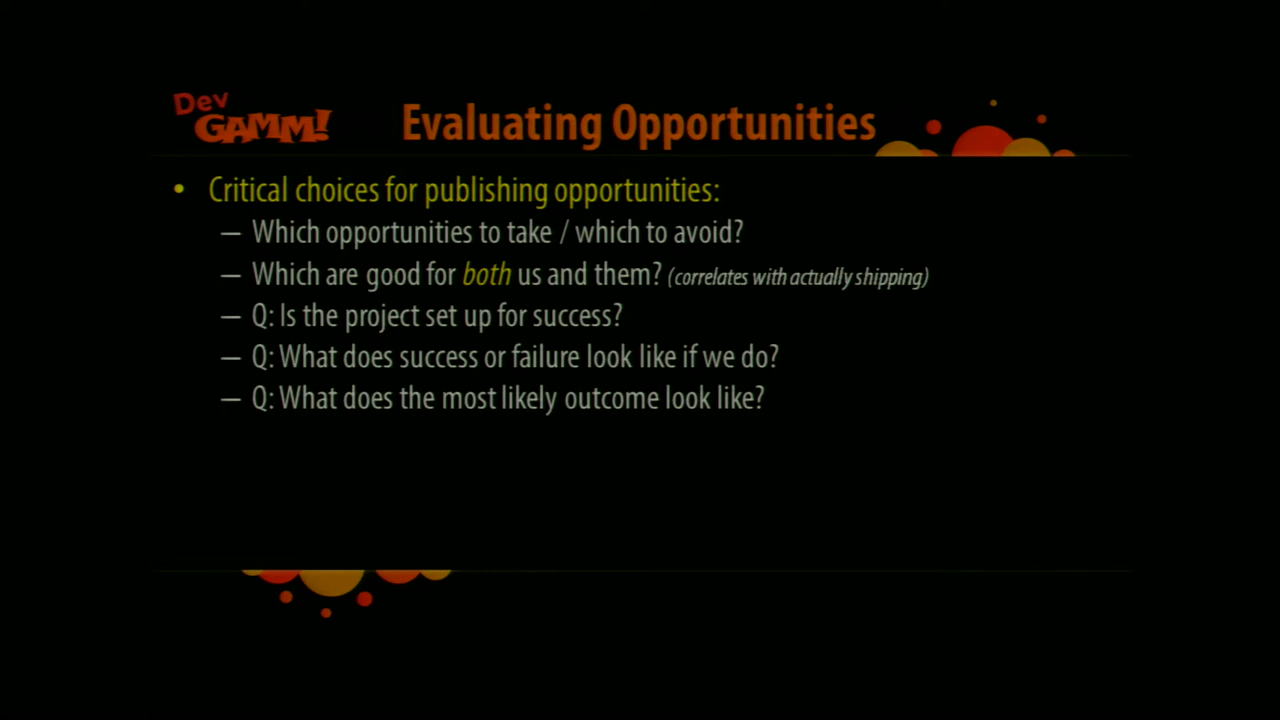 Dev
GAMM!
Evaluating Opportunities
• Critical choices for publishing opportunities:
– Which opportunities to take / which to avoid?
– Which are good for both us and them? (correlates with actually shipping)
– Q: Is the project set up for success?
– Q: What does success or failure look like if we do?
– Q: What does the most likely outcome look like?